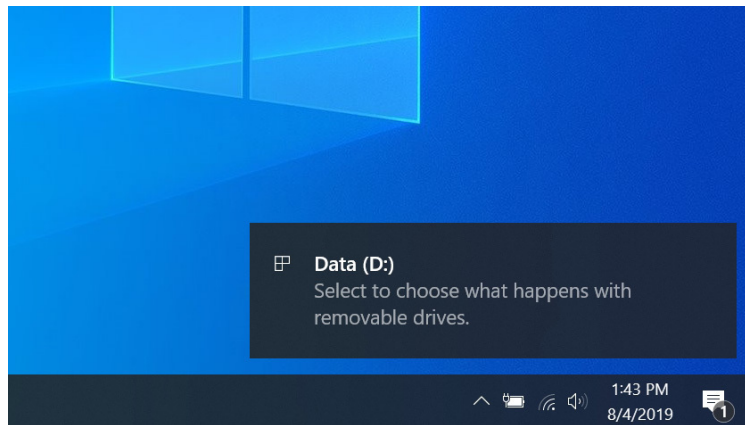 Data (D:)
Select to choose what happens with
removable drives.
1:43 PM
8/4/2019
1